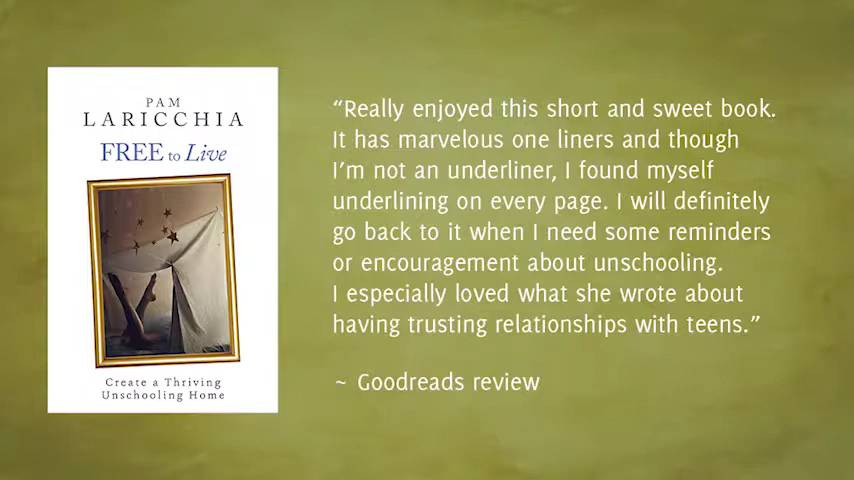 PAM
LARICCHIA
FREE to Live
Create a Thriving
Unschooling Home
“Really enjoyed this short and sweet book.
It has marvelous one liners and though
I’m not an underliner, I found myself
underlining on every page. I will definitely
go back to it when I need some reminders
or encouragement about unschooling.
I especially loved what she wrote about
having trusting relationships with teens.”
~ Goodreads review